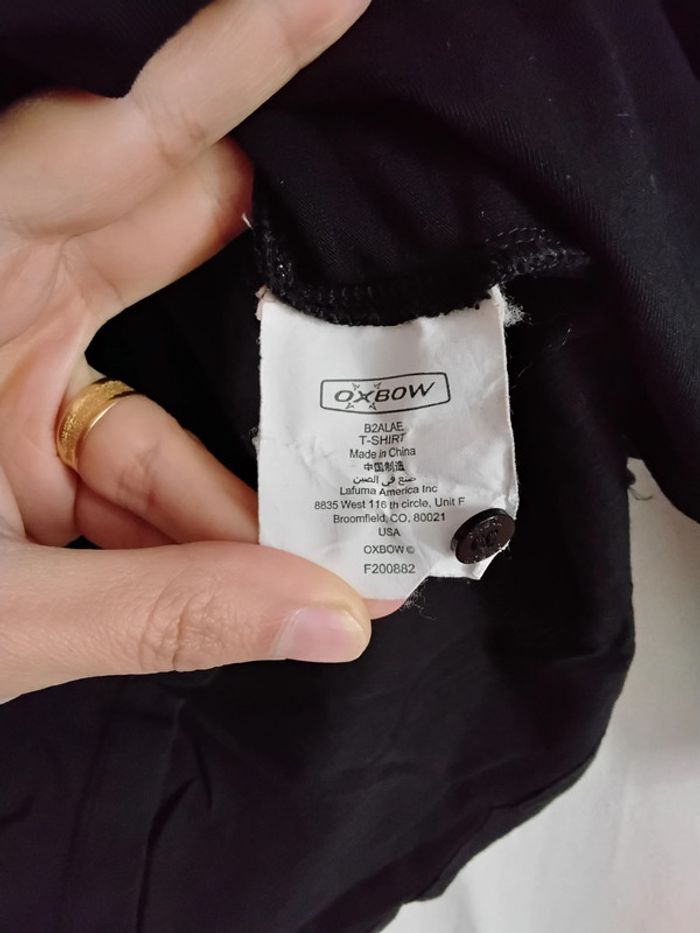 OXBOW
B2ALAE
T-SHIRT
Made in China
中国制造
صنع في الصين
Lafuma America Inc
8835 West 116 th circle, Unit F
Broomfield, CO, 80021
USA
OXBOW ©
F200882